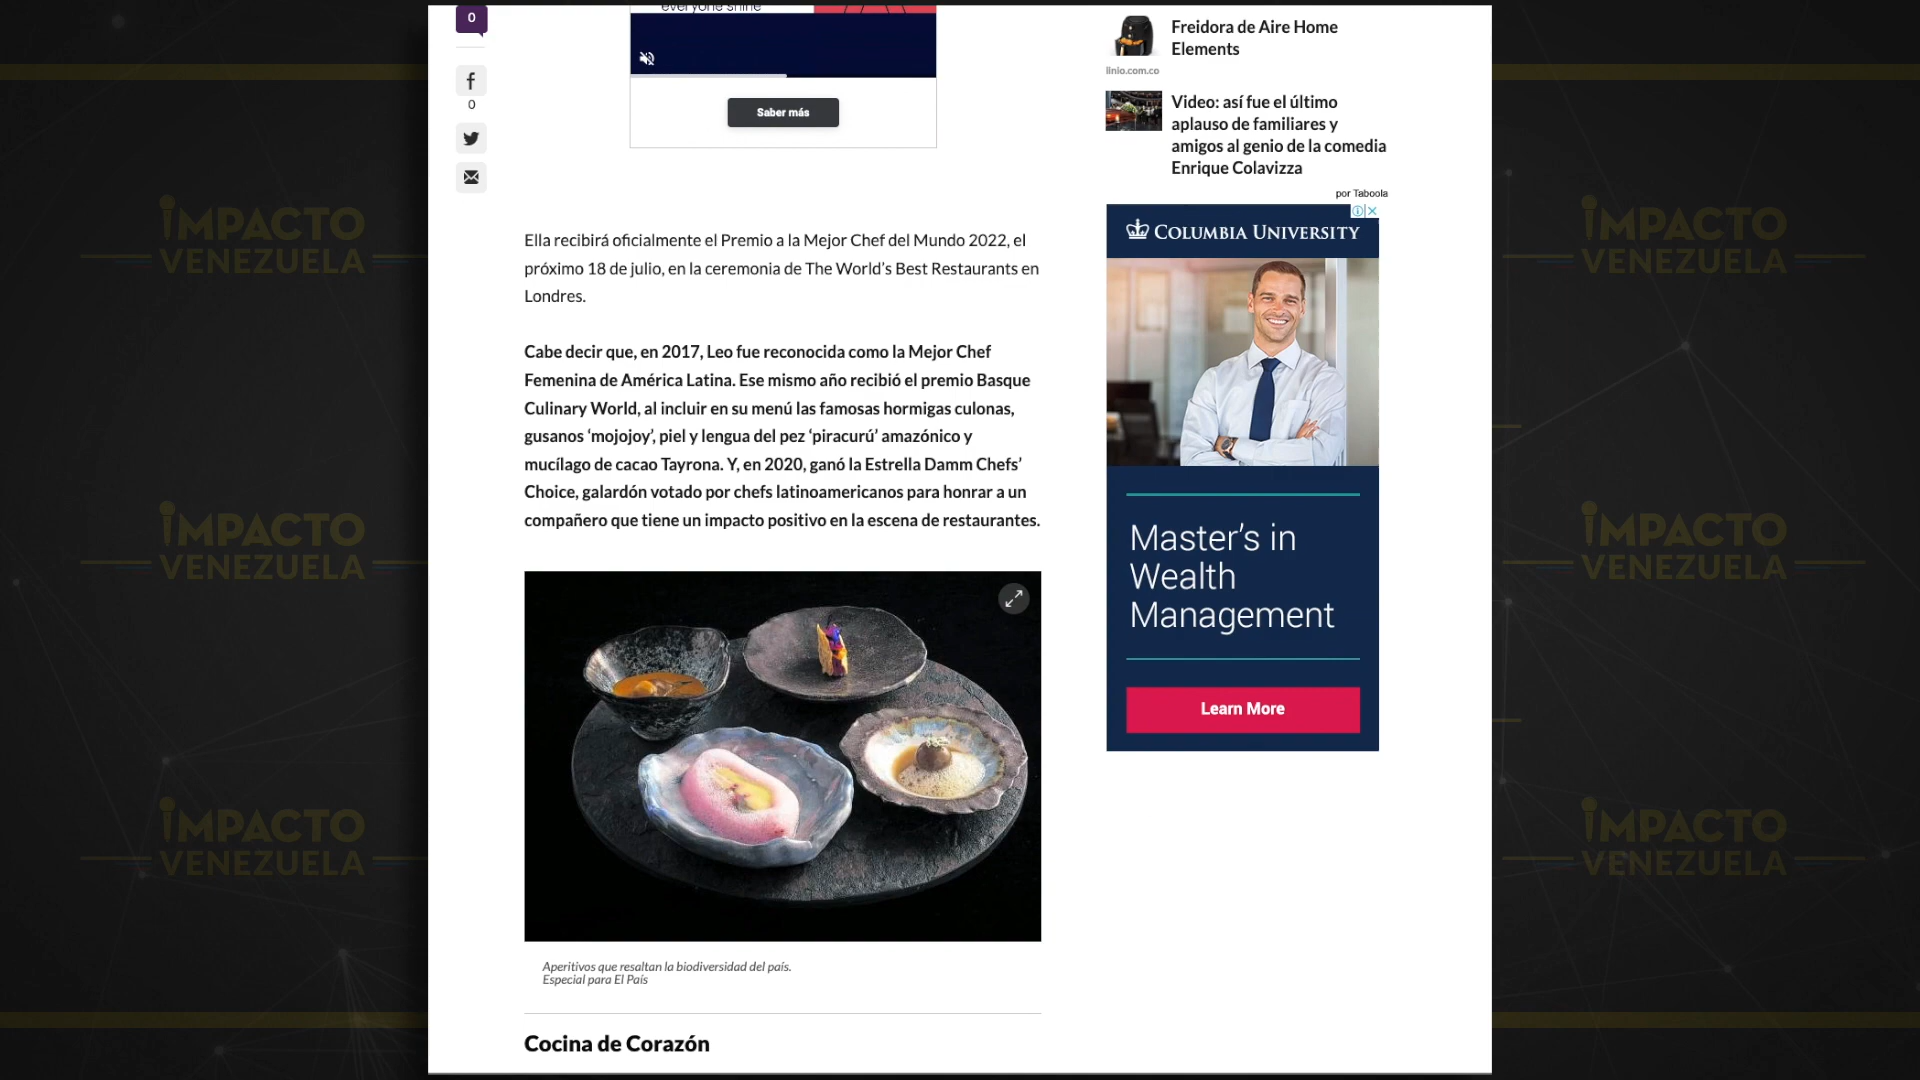 0
everyone shine
Saber más
0
Ella recibirá oficialmente el Premio a la Mejor Chef del Mundo 2022, el
próximo 18 de julio, en la ceremonia de The World's Best Restaurants en
Londres.
Cabe decir que, en 2017, Leo fue reconocida como la Mejor Chef
Femenina de América Latina. Ese mismo año recibió el premio Basque
Culinary World, al incluir en su menú las famosas hormigas culonas,
gusanos ‘mojojoy’, piel y lengua del pez ‘piracurú’ amazónico y
mucílago de cacao Tayrona. Y, en 2020, ganó la Estrella Damm Chefs’
Choice, galardón votado por chefs latinoamericanos para honrar a un
compañero que tiene un impacto positivo en la escena de restaurantes.
Aperitivos que resaltan la biodiversidad del país.
Especial para El País
Cocina de Corazón
Freidora de Aire Home
Elements
linio.com.co
Video: así fue el último
aplauso de familiares y
amigos al genio de la comedia
Enrique Colavizza
por Taboola
COLUMBIA UNIVERSITY
Master's in
Wealth
Management
Learn More
IMPACTO
VENEZUELA
IMPACTO
VENEZUELA
IMPACTO
VENEZUELA
IMPACTO
VENEZUELA
IMPACTO
VENEZUELA
IMPACTO
VENEZUELA